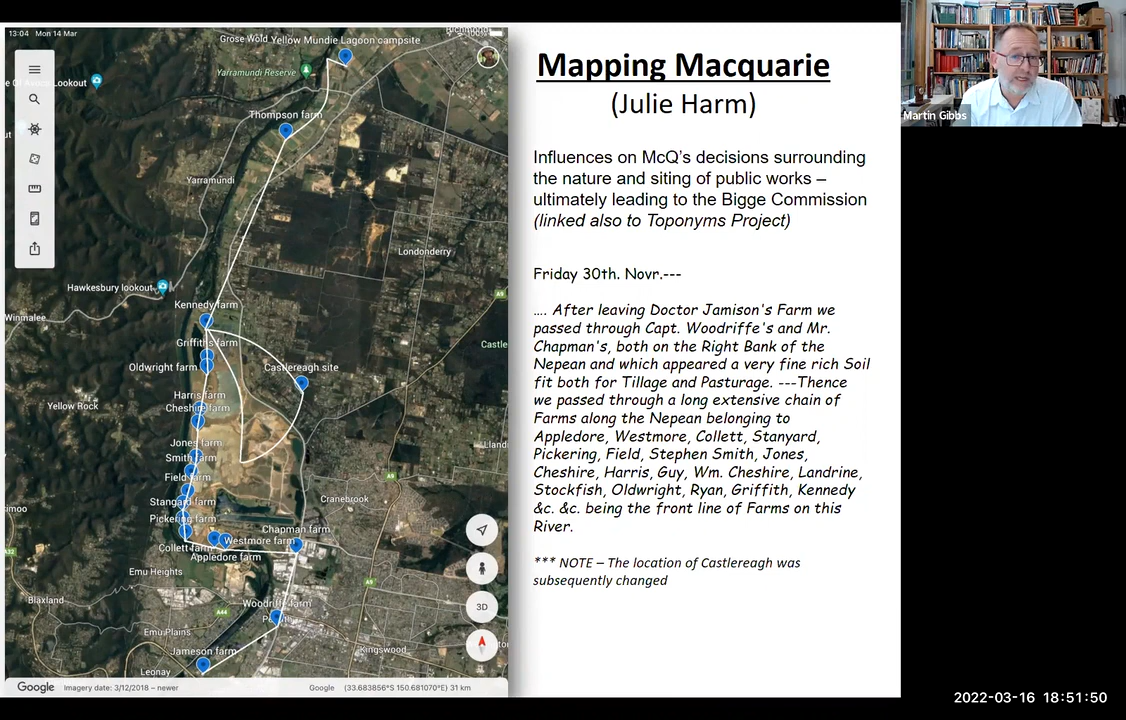 13:04 Mon 14 Mar
100%
Grose Wold
Yellow Mundie Lagoon campsite
Yarramundi Reserve
Lookout
Thompson farm
Yarramundi
Londonderry
A9
Hawkesbury lookout
Kennedy farm
Winmalee
Griffiths farm
Castle
Oldwright farm
Castlereagh site
Harris farm
Cheshire farm
Yellow Rock
Jones farm
Smith farm
Llandi
Field farm
A9
Cranebrook
Stangard farm
Pickering farm
Chapman farm
Westmore farm
Collett farm
Appledore farm
A32
Emu Heights
A9
Blaxland
Woodriff farm
A44
3D
Emu Plains
Kingswood
Jameson farm
Leonay
Google
Imagery date: 3/12/2018 – newer
Google
(33.683856°S 150.681070°E) 31 km
Mapping Macquarie
(Julie Harm)
Influences on McQ's decisions surrounding
the nature and siting of public works –
ultimately leading to the Bigge Commission
(linked also to Toponyms Project)
Friday 30th. Novr.---
…. After leaving Doctor Jamison's Farm we
passed through Capt. Woodriffe's and Mr.
Chapman's, both on the Right Bank of the
Nepean and which appeared a very fine rich Soil
fit both for Tillage and Pasturage. ---Thence
we passed through a long extensive chain of
Farms along the Nepean belonging to
Appledore, Westmore, Collett, Stanyard,
Pickering, Field, Stephen Smith, Jones,
Cheshire, Harris, Guy, Wm. Cheshire, Landrine,
Stockfish, Oldwright, Ryan, Griffith, Kennedy
&c. &c. being the front line of Farms on this
River.
*** NOTE – The location of Castlereagh was
subsequently changed
Martin Gibbs
2022-03-16 18:51:50